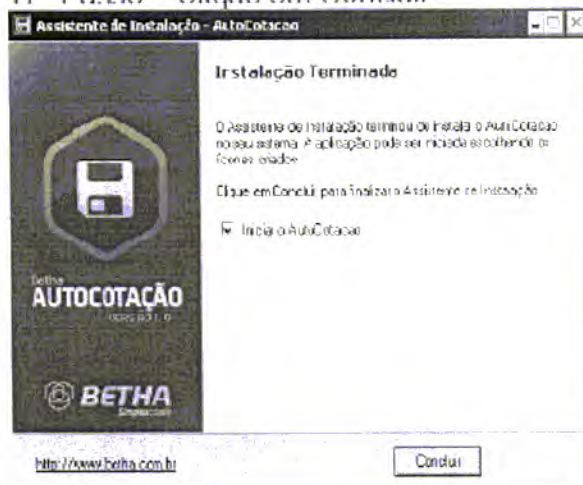 Assistente de Instalação - AutoCotacao
Instalação Terminada
O Assistente de Instalação terminou de instalar o AutoCotacao
no seu sistema. A aplicação pode ser iniciada escolhendo os
ícones criados.
Clique em Concluir para finalizar o Assistente de Instalação.
Iniciar o AutoCotacao
Betha
AUTOCOTAÇÃO
BETHA
http://www.betha.com.br
Concluir